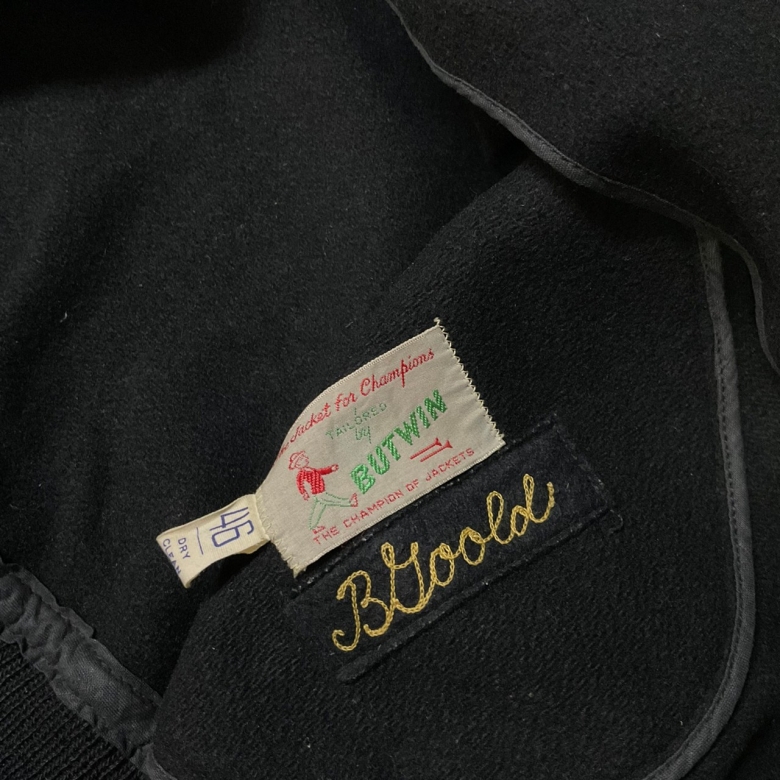 Jacket for Champions
TAILORED
by
BUTWIN
THE CHAMPION OF JACKETS
46
DRY
CLEAN
BGoold